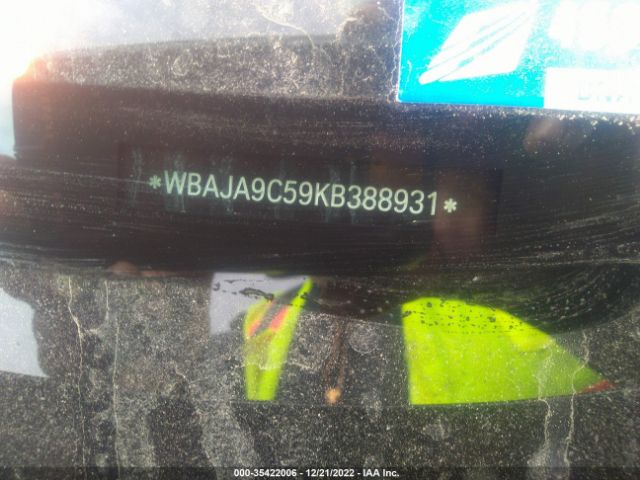 *WBAJA9C59KB388931*
000-35422006 - 12/21/2022 - IAA Inc.